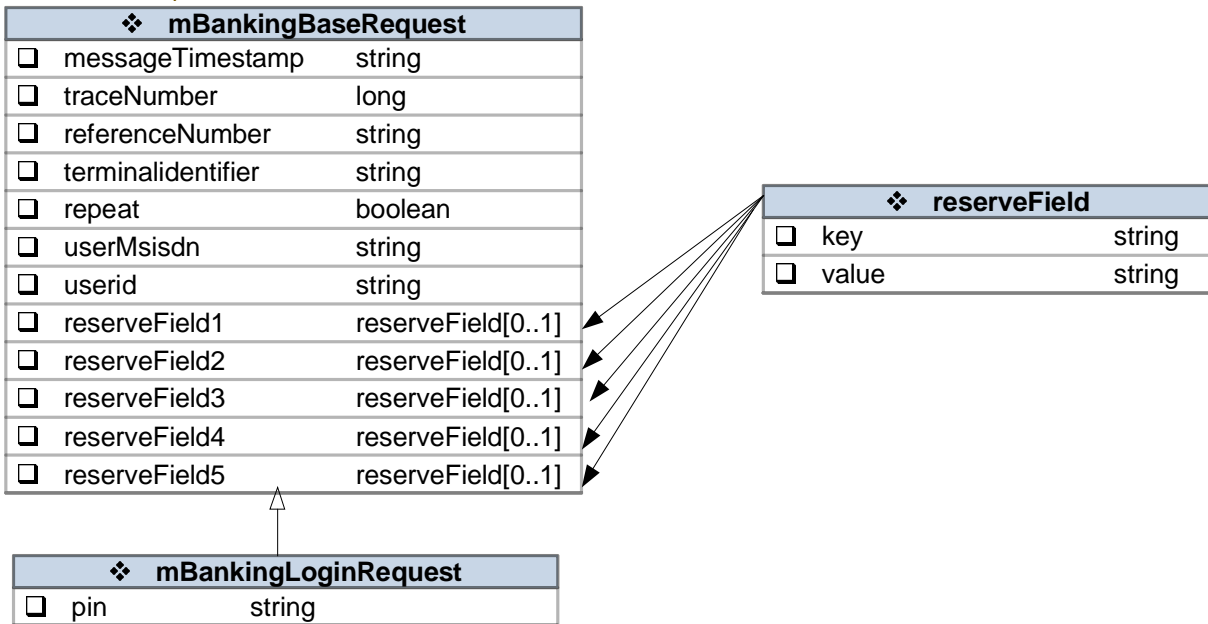 mBankingBaseRequest
messageTimestamp string
traceNumber long
referenceNumber string
terminalidentifier string
repeat boolean
userMsisdn string
userid string
reserveField1 reserveField[0..1]
reserveField2 reserveField[0..1]
reserveField3 reserveField[0..1]
reserveField4 reserveField[0..1]
reserveField5 reserveField[0..1]
reserveField
key string
value string
mBankingLoginRequest
pin string